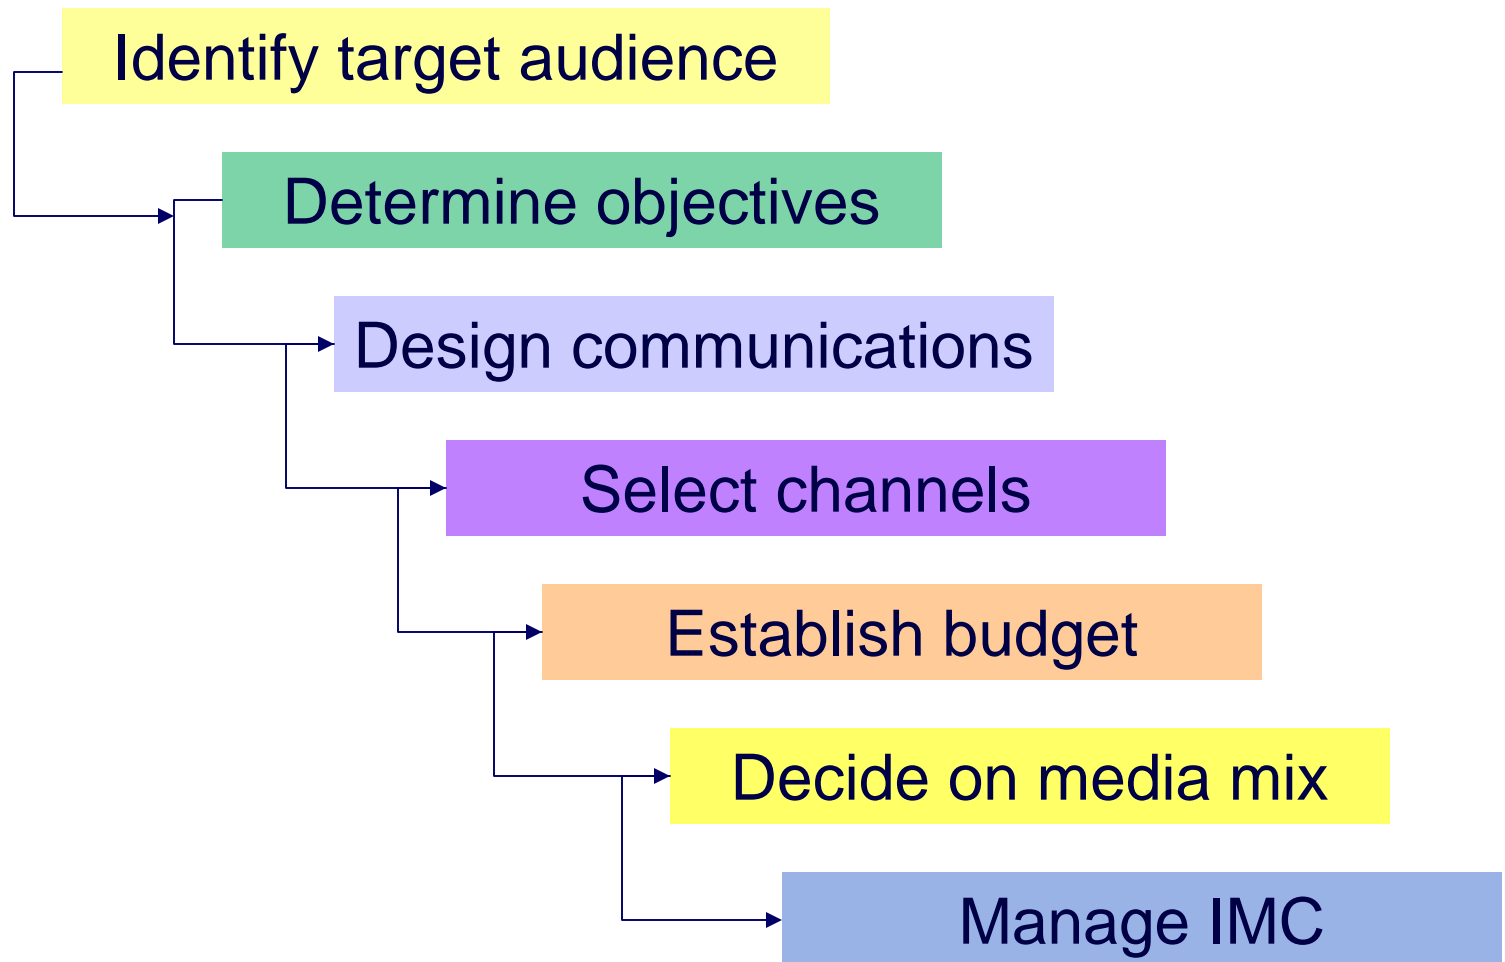 Identify target audience
Determine objectives
Design communications
Select channels
Establish budget
Decide on media mix
Manage IMC